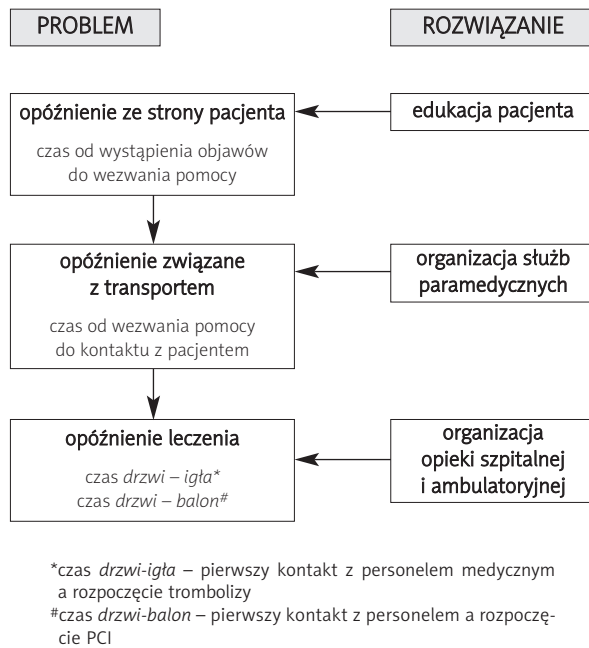 PROBLEM
ROZWIĄZANIE
opóźnienie ze strony pacjenta
czas od wystąpienia objawów
do wezwania pomocy
edukacja pacjenta
opóźnienie związane
z transportem
czas od wezwania pomocy
do kontaktu z pacjentem
organizacja służb
paramedycznych
opóźnienie leczenia
czas drzwi – igła*
czas drzwi – balon#
organizacja
opieki szpitalnej
i ambulatoryjnej
*czas drzwi-igła – pierwszy kontakt z personelem medycznym
a rozpoczęcie trombolizy
#czas drzwi-balon – pierwszy kontakt z personelem a rozpoczę-
cie PCI